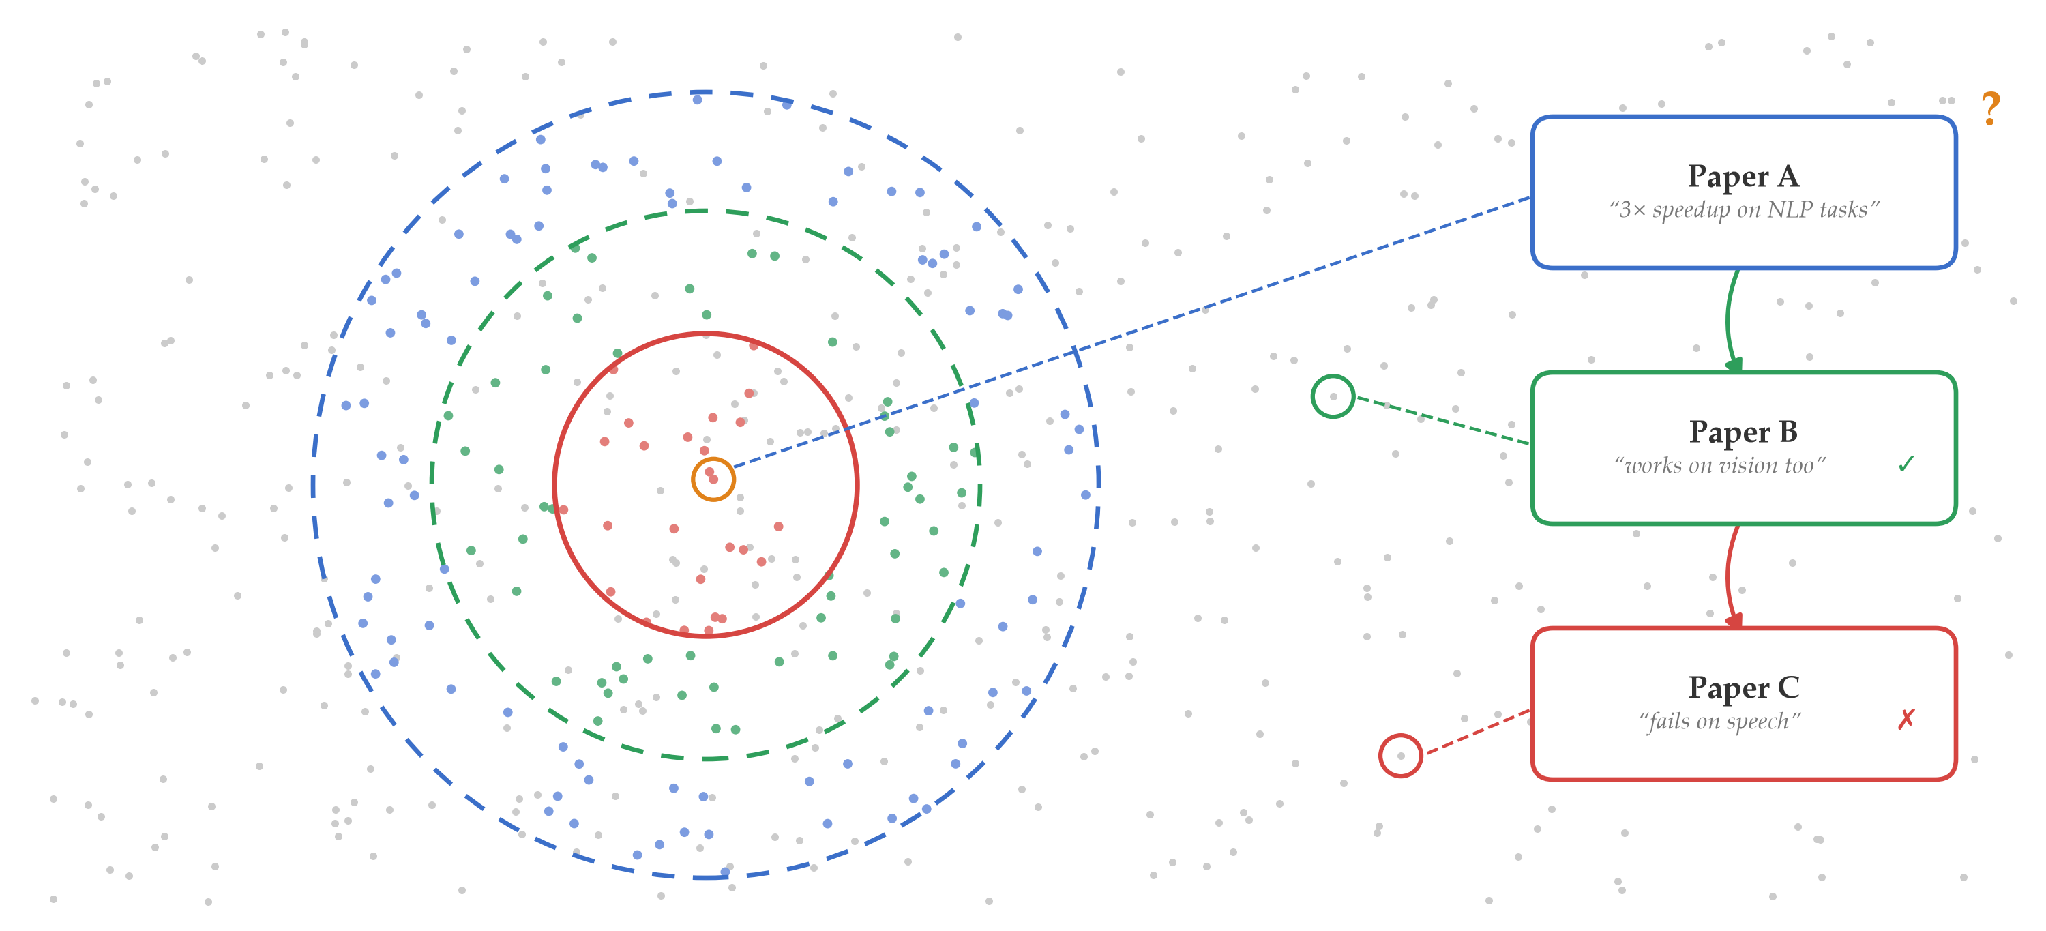 ?
Paper A
“3× speedup on NLP tasks”
Paper B
“works on vision too” ✓
Paper C
“fails on speech” ✗